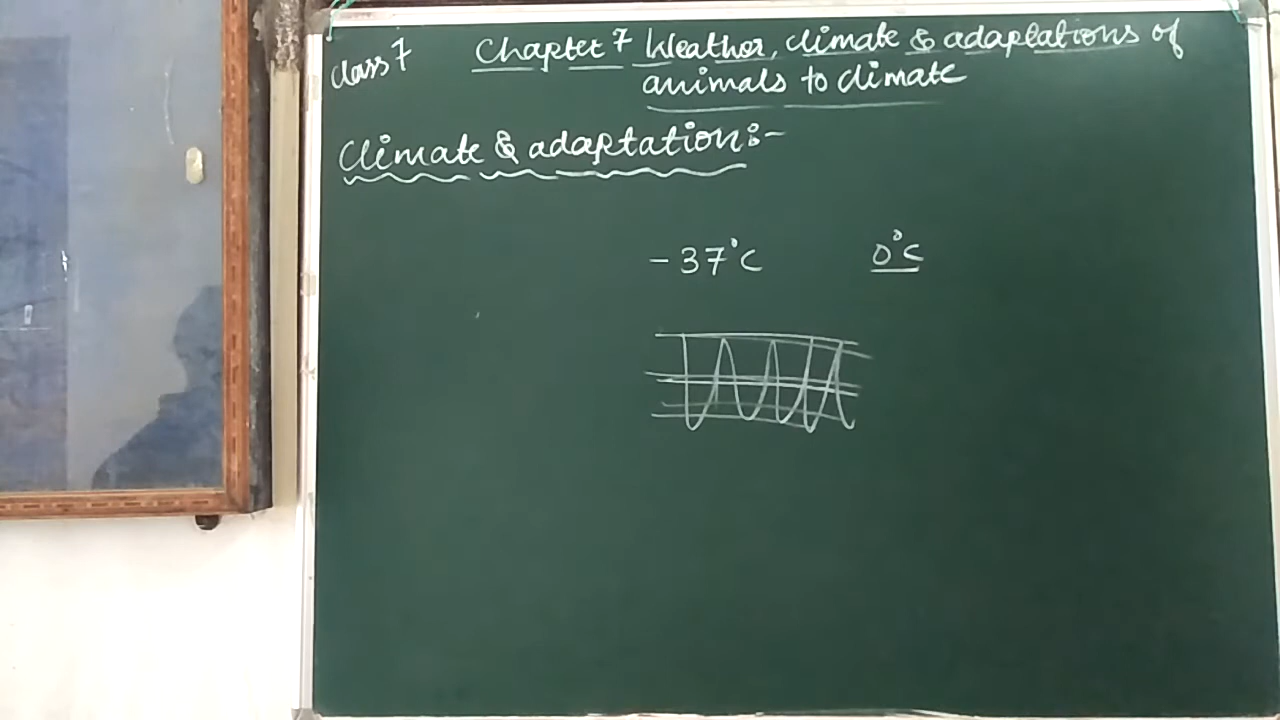 Class 7
Chapter 7 Weather, climate & adaptations of
animals to climate
Climate & adaptation:-
-37°C 0°C